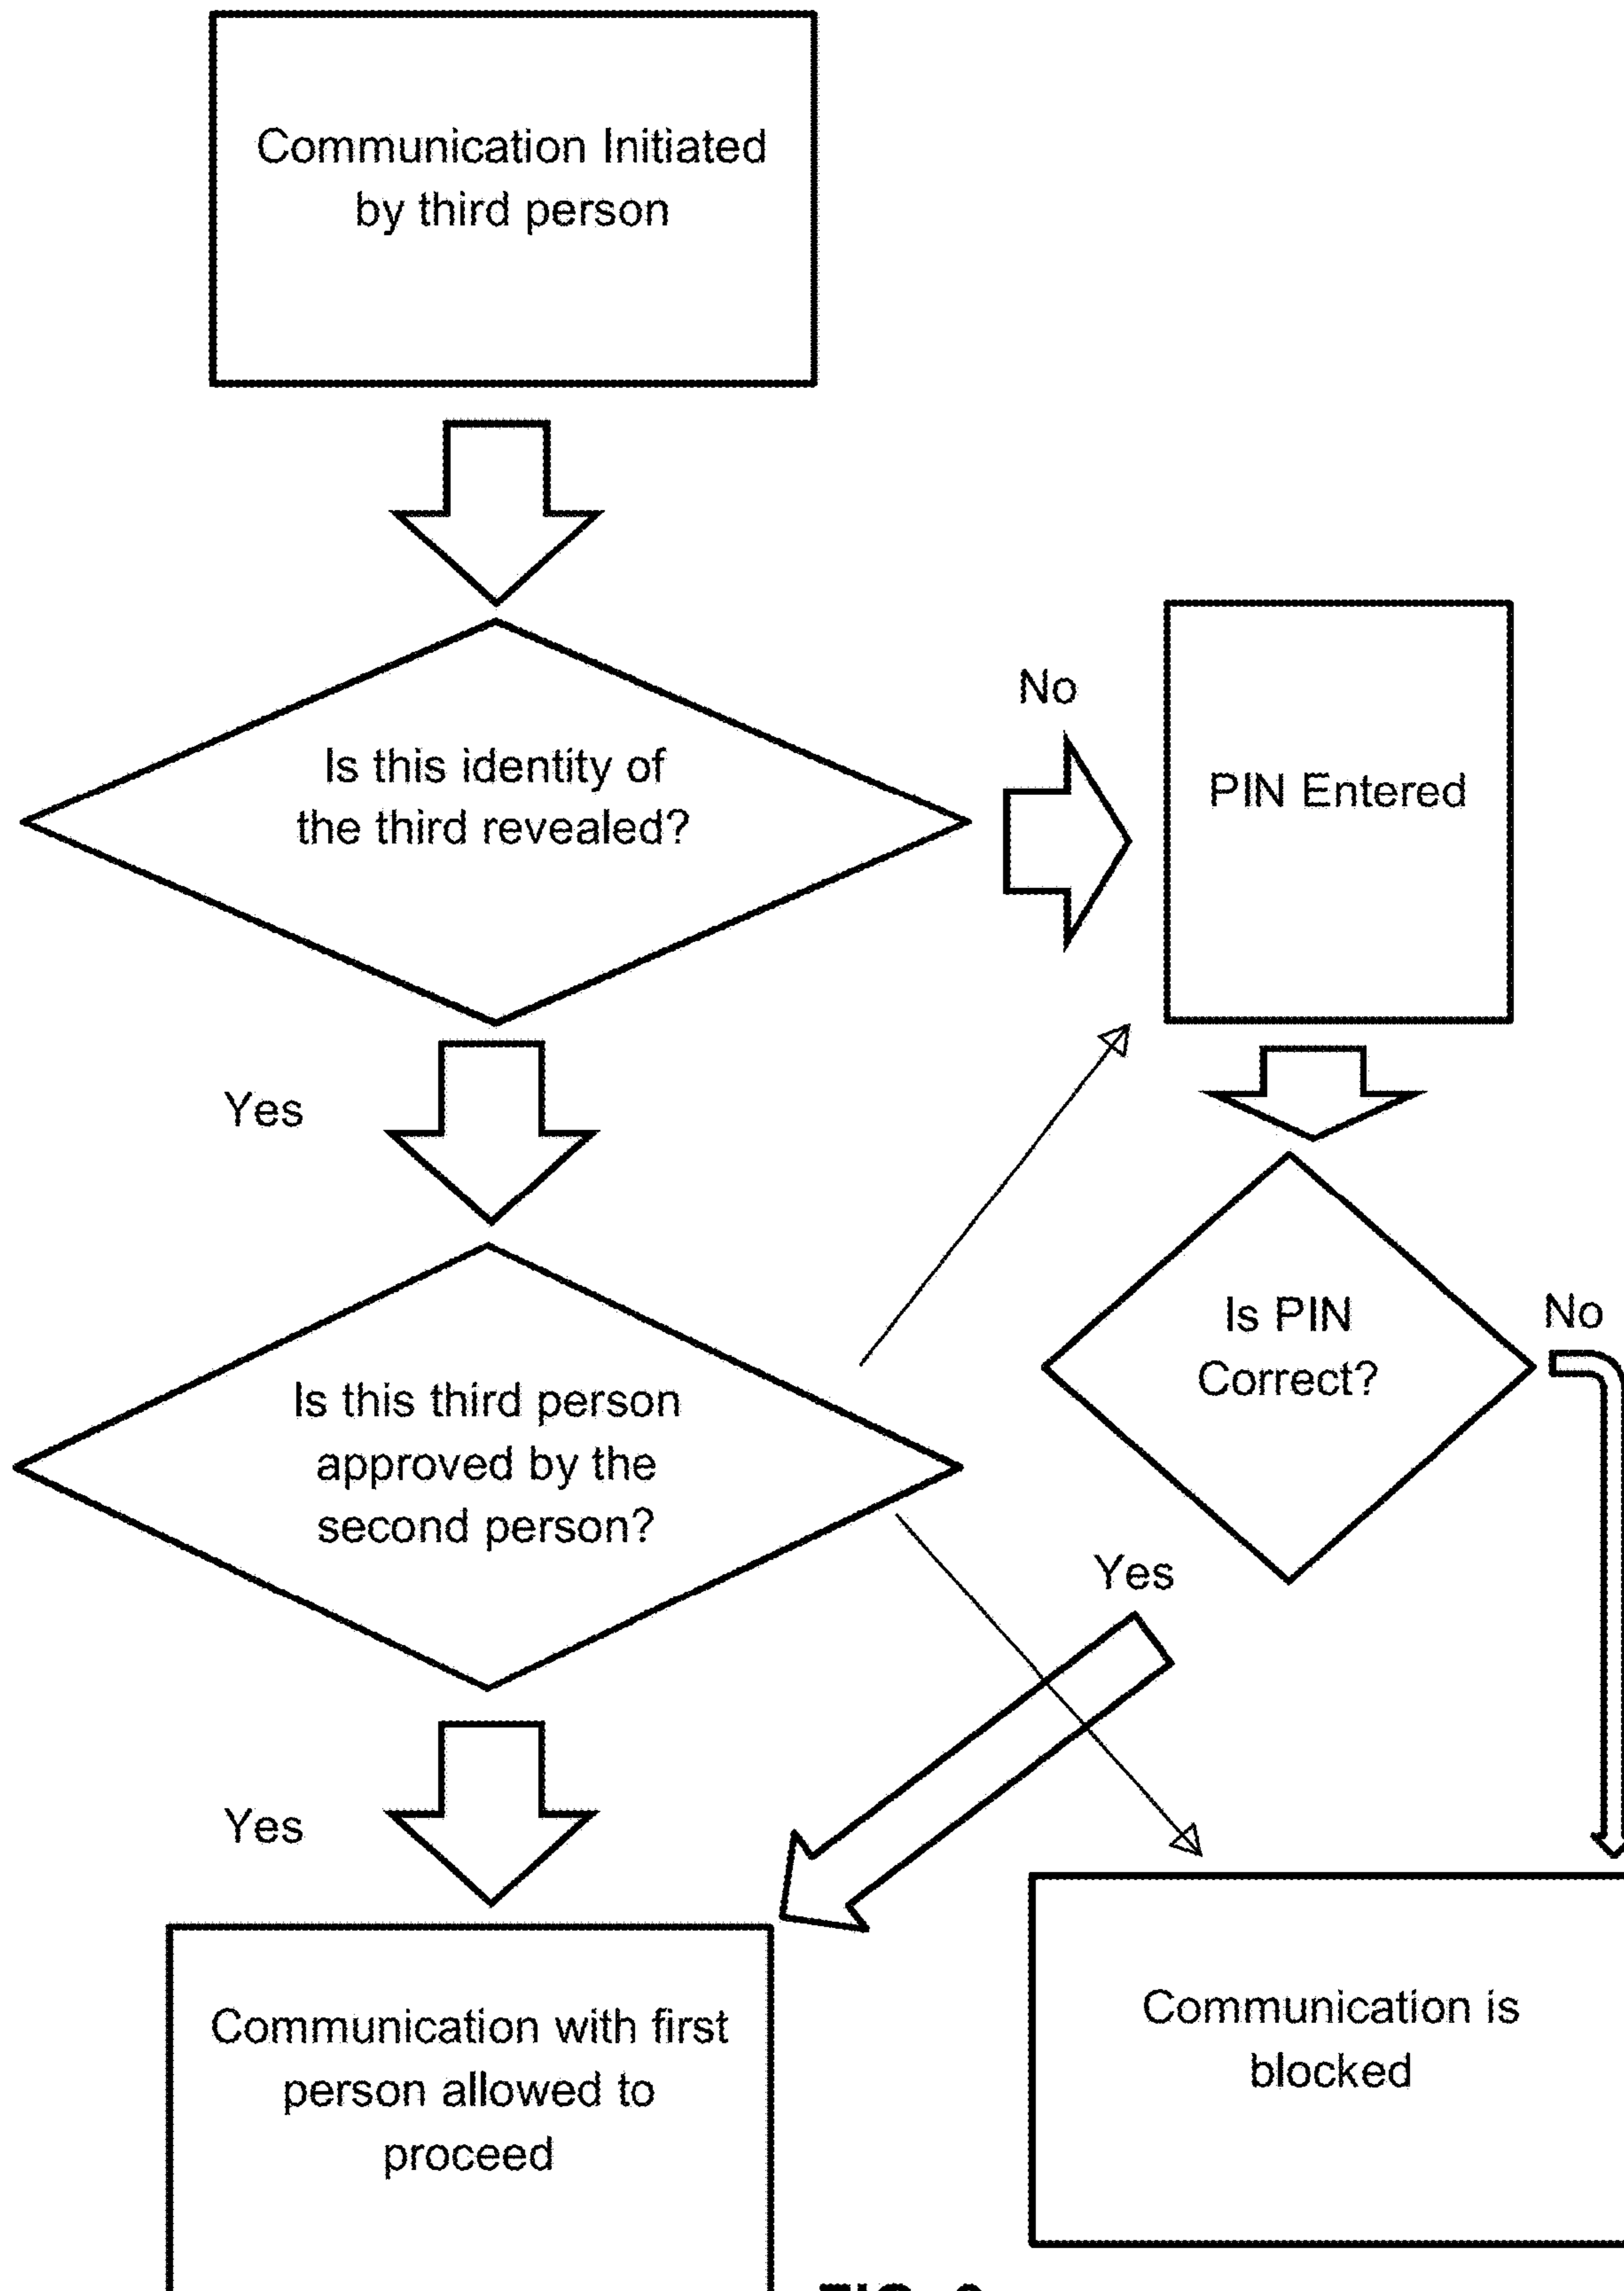 Communication Initiated
by third person
Is this identity of
the third revealed?
No
PIN Entered
Yes
Is this third person
approved by the
second person?
Is PIN
Correct?
No
Yes
Yes
Communication with first
person allowed to
proceed
Communication is
blocked